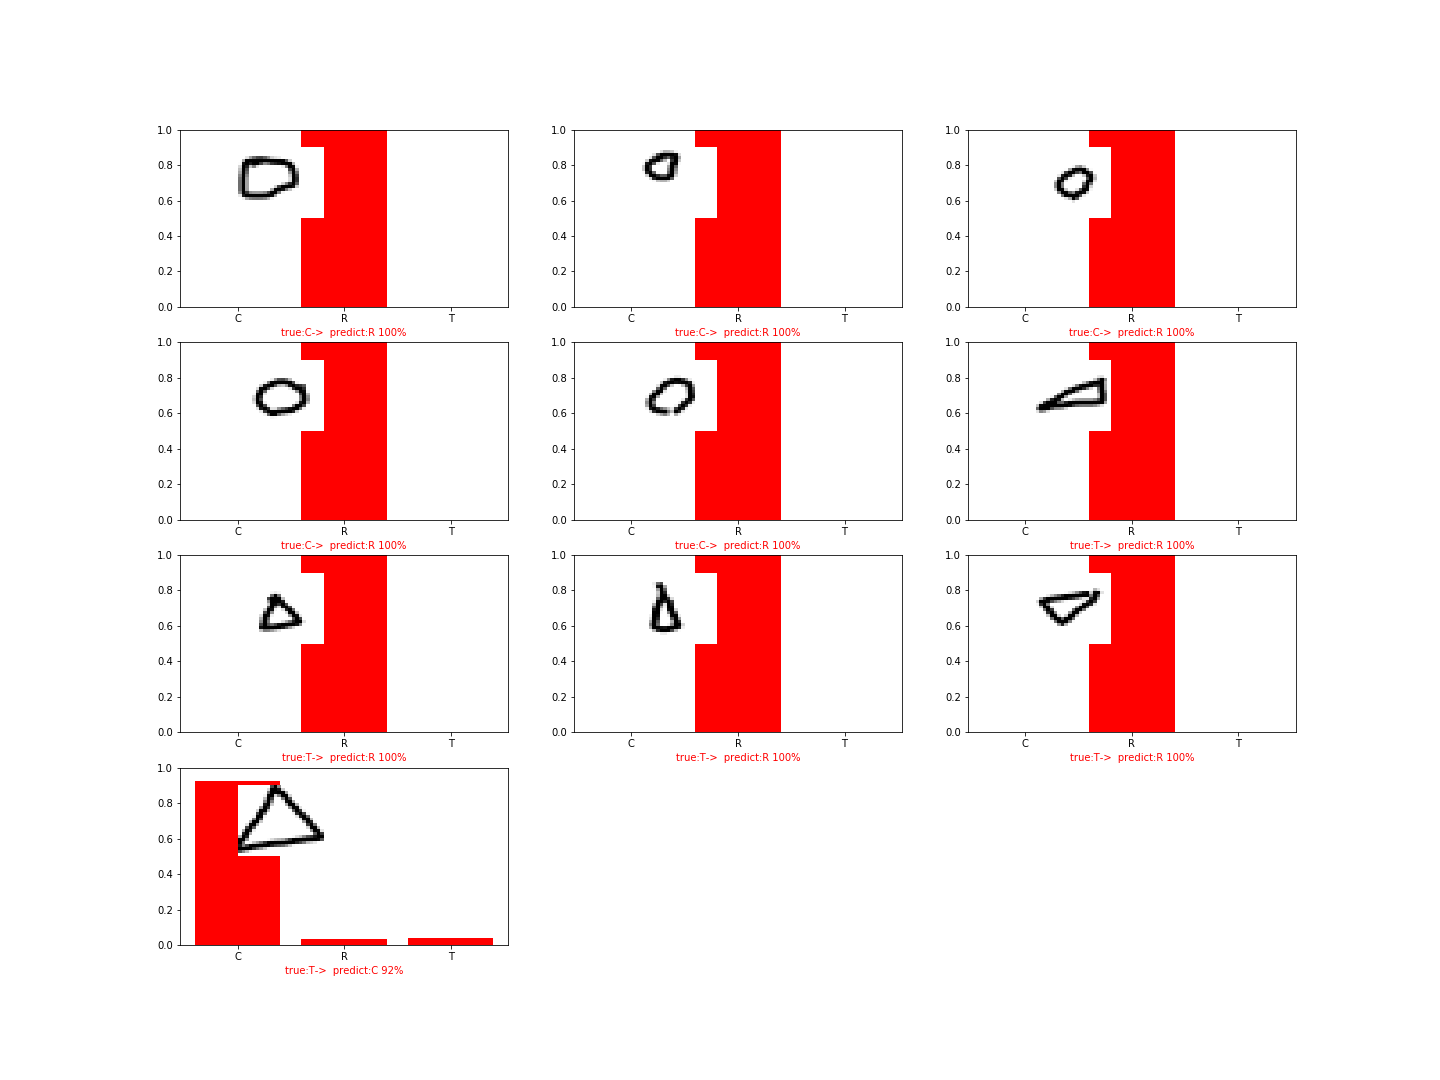 1.0 1.0 1.0
0.8 0.8 0.8
0.6 0.6 0.6
0.4 0.4 0.4
0.2 0.2 0.2
0.0 0.0 0.0
C R T C R T C R T
true:C-> predict:R 100% true:C-> predict:R 100% true:C-> predict:R 100%
1.0 1.0 1.0
0.8 0.8 0.8
0.6 0.6 0.6
0.4 0.4 0.4
0.2 0.2 0.2
0.0 0.0 0.0
C R T C R T C R T
true:C-> predict:R 100% true:C-> predict:R 100% true:T-> predict:R 100%
1.0 1.0 1.0
0.8 0.8 0.8
0.6 0.6 0.6
0.4 0.4 0.4
0.2 0.2 0.2
0.0 0.0 0.0
C R T C R T C R T
true:T-> predict:R 100% true:T-> predict:R 100% true:T-> predict:R 100%
1.0
0.8
0.6
0.4
0.2
0.0
C R T
true:T-> predict:C 92%